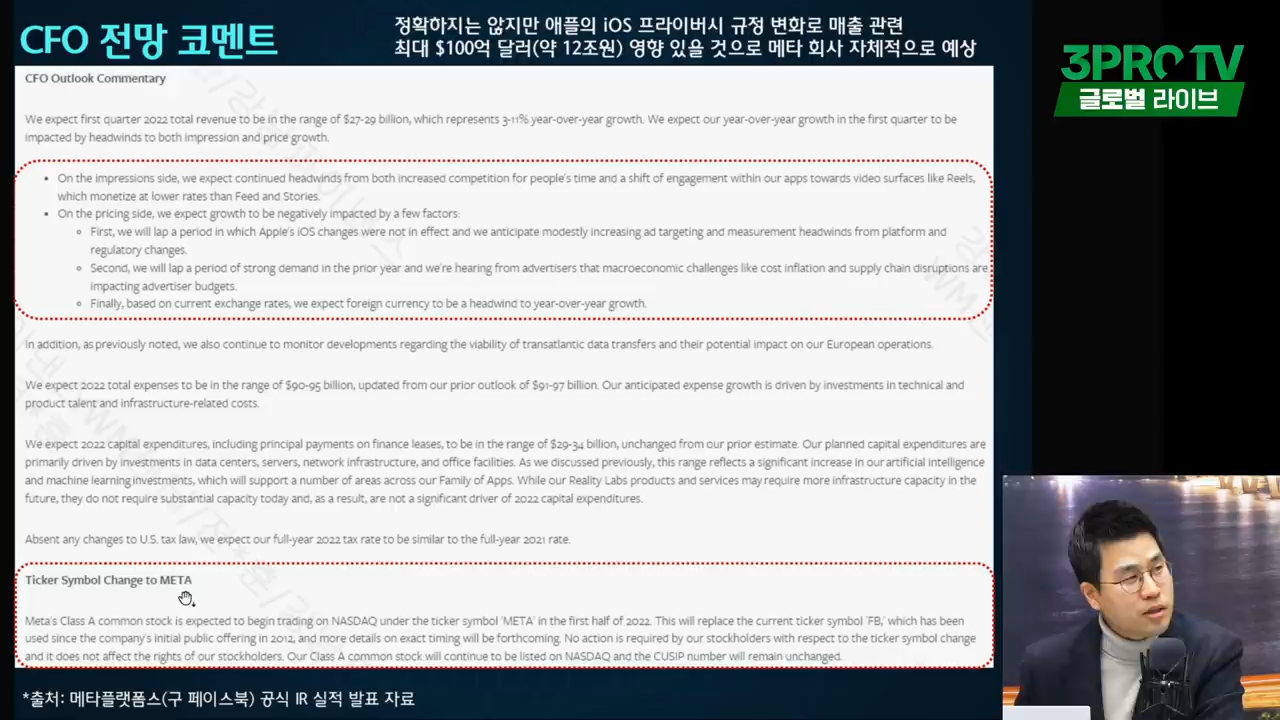 CFO 전망 코멘트
정확하지는 않지만 애플의 iOS 프라이버시 규정 변화로 매출 관련
최대 $100억 달러(약 12조원) 영향 있을 것으로 메타 회사 자체적으로 예상
3PRO TV
글로벌 라이브
CFO Outlook Commentary
We expect first quarter 2022 total revenue to be in the range of $27-29 billion, which represents 3-11% year-over-year growth. We expect our year-over-year growth in the first quarter to be
impacted by headwinds to both impression and price growth.
• On the impressions side, we expect continued headwinds from both increased competition for people's time and a shift of engagement within our apps towards video surfaces like Reels,
which monetize at lower rates than Feed and Stories.
• On the pricing side, we expect growth to be negatively impacted by a few factors:
◦ First, we will lap a period in which Apple's iOS changes were not in effect and we anticipate modestly increasing ad targeting and measurement headwinds from platform and
regulatory changes.
◦ Second, we will lap a period of strong demand in the prior year and we're hearing from advertisers that macroeconomic challenges like cost inflation and supply chain disruptions are
impacting advertiser budgets.
◦ Finally, based on current exchange rates, we expect foreign currency to be a headwind to year-over-year growth.
In addition, as previously noted, we also continue to monitor developments regarding the viability of transatlantic data transfers and their potential impact on our European operations.
We expect 2022 total expenses to be in the range of $90-95 billion, updated from our prior outlook of $91-97 billion. Our anticipated expense growth is driven by investments in technical and
product talent and infrastructure-related costs.
We expect 2022 capital expenditures, including principal payments on finance leases, to be in the range of $29-34 billion, unchanged from our prior estimate. Our planned capital expenditures are
primarily driven by investments in data centers, servers, network infrastructure, and office facilities. As we discussed previously, this range reflects a significant increase in our artificial intelligence
and machine learning investments, which will support a number of areas across our Family of Apps. While our Reality Labs products and services may require more infrastructure capacity in the
future, they do not require substantial capacity today and, as a result, are not a significant driver of 2022 capital expenditures.
Absent any changes to U.S. tax law, we expect our full-year 2022 tax rate to be similar to the full-year 2021 rate.
Ticker Symbol Change to META
Meta's Class A common stock is expected to begin trading on NASDAQ under the ticker symbol 'META' in the first half of 2022. This will replace the current ticker symbol 'FB,' which has been
used since the company's initial public offering in 2012, and more details on exact timing will be forthcoming. No action is required by our stockholders with respect to the ticker symbol change
and it does not affect the rights of our stockholders. Our Class A common stock will continue to be listed on NASDAQ and the CUSIP number will remain unchanged.
*출처: 메타플랫폼스(구 페이스북) 공식 IR 실적 발표 자료